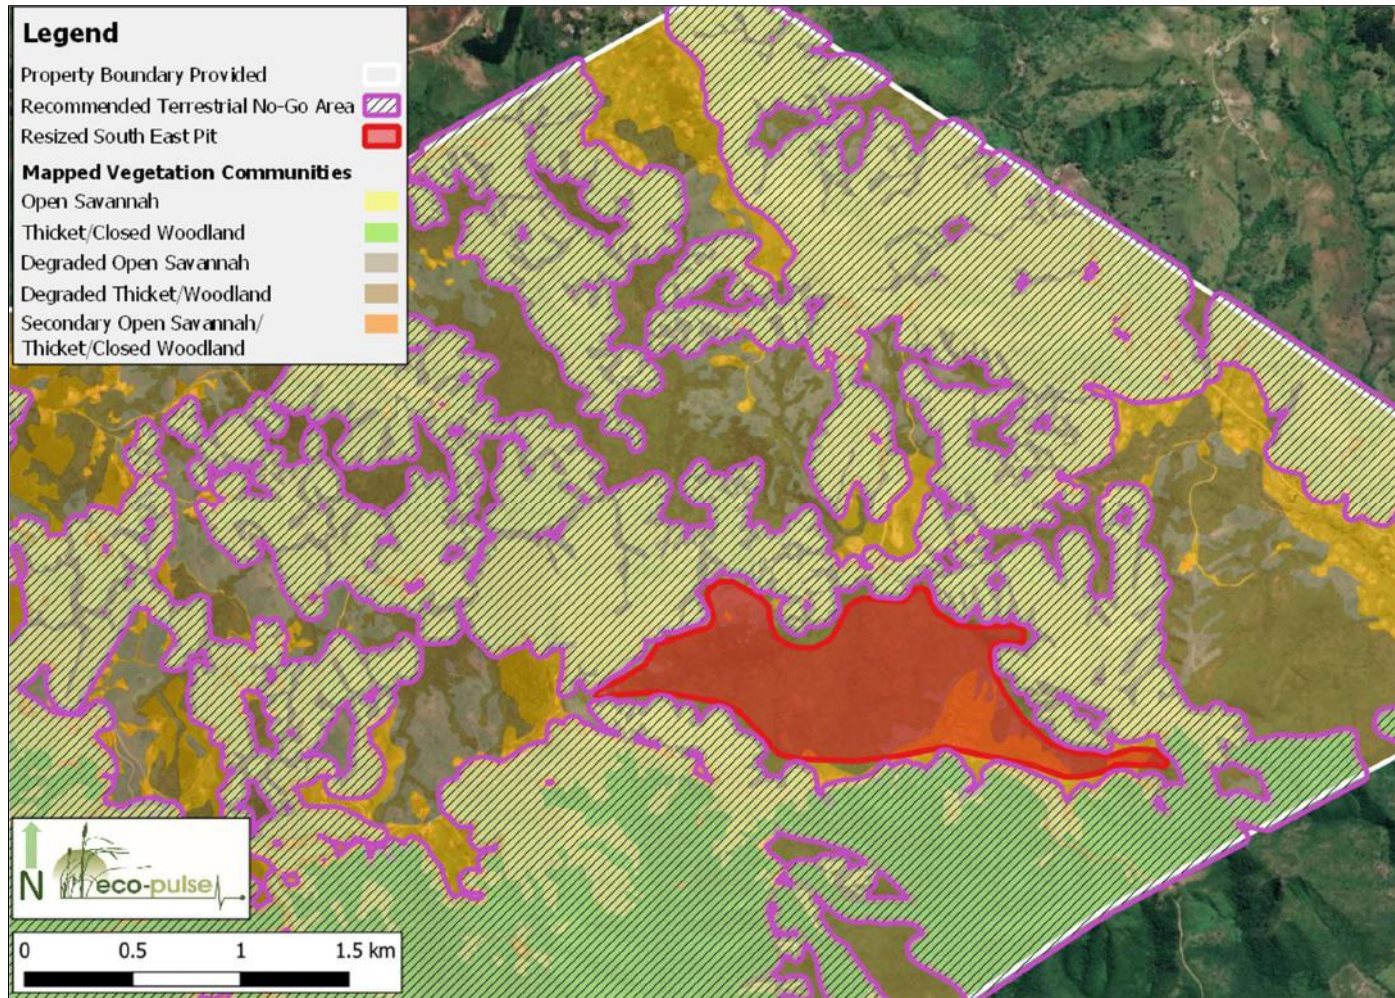 Legend
Property Boundary Provided
Recommended Terrestrial No-Go Area
Resized South East Pit
Mapped Vegetation Communities
Open Savannah
Thicket/Closed Woodland
Degraded Open Savannah
Degraded Thicket/Woodland
Secondary Open Savannah/
Thicket/Closed Woodland
N
eco-pulse
0 0.5 1 1.5 km